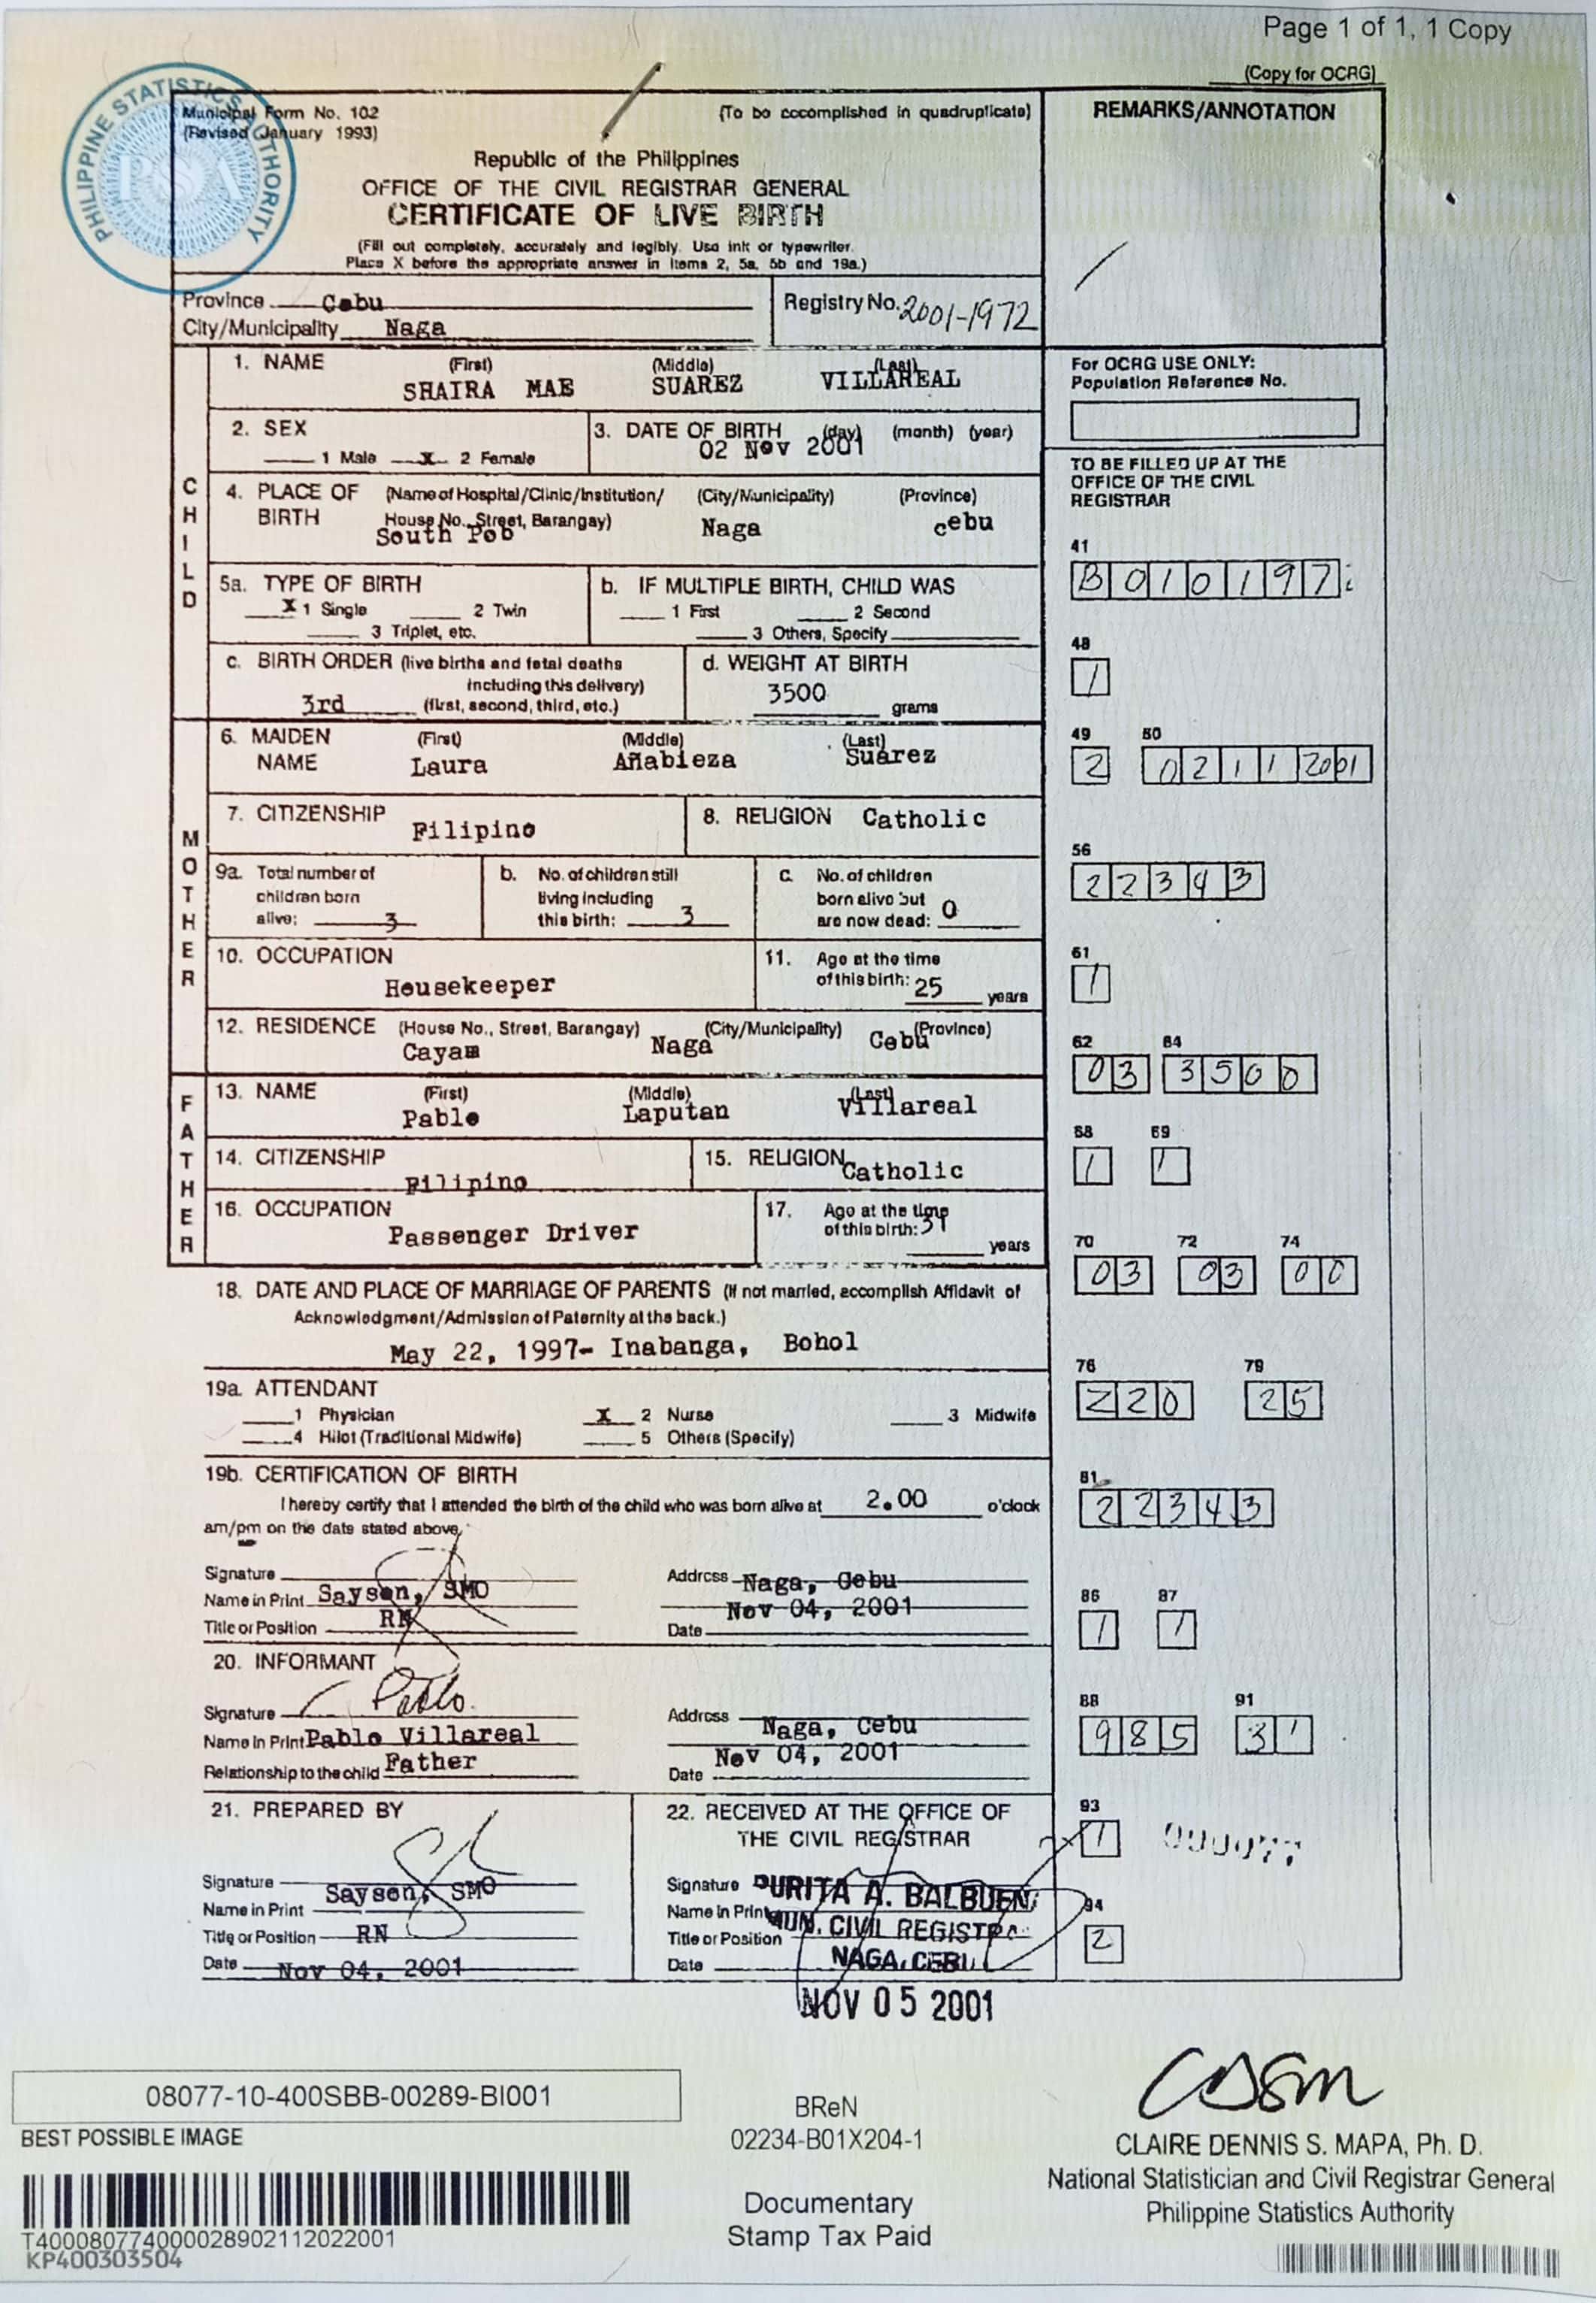 Page 1 of 1, 1 Copy
(Copy for OCRG)
PHILIPPINE STATISTICS AUTHORITY
PSA
Municipal Form No. 102
(Revised January 1993)
(To be accomplished in quadruplicate)
Republic of the Philippines
OFFICE OF THE CIVIL REGISTRAR GENERAL
CERTIFICATE OF LIVE BIRTH
(Fill out completely, accurately and legibly. Use ink or typewriter.
Place X before the appropriate answer in Items 2, 5a, 5b and 19a.)
REMARKS/ANNOTATION
Province Cebu
City/Municipality Naga
Registry No. 2001-1972
CHILD
1. NAME (First) (Middle) (Last)
SHAIRA MAE SUAREZ VILLAREAL
2. SEX
1 Male X 2 Female
3. DATE OF BIRTH (day) (month) (year)
02 Nov 2001
4. PLACE OF BIRTH (Name of Hospital/Clinic/Institution/ House No., Street, Barangay) (City/Municipality) (Province)
South Pob Naga cebu
5a. TYPE OF BIRTH
X 1 Single 2 Twin
3 Triplet, etc.
b. IF MULTIPLE BIRTH, CHILD WAS
1 First 2 Second
3 Others, Specify
c. BIRTH ORDER (live births and fetal deaths
including this delivery)
3rd (first, second, third, etc.)
d. WEIGHT AT BIRTH
3500 grams
MOTHER
6. MAIDEN NAME (First) (Middle) (Last)
Laura Añabieza Suarez
7. CITIZENSHIP Filipino
8. RELIGION Catholic
9a. Total number of
children born
alive: 3
b. No. of children still
living including
this birth: 3
c. No. of children
born alive but
are now dead: 0
10. OCCUPATION
Housekeeper
11. Age at the time
of this birth: 25 years
12. RESIDENCE (House No., Street, Barangay) (City/Municipality) (Province)
Cayam Naga Cebu
FATHER
13. NAME (First) (Middle) (Last)
Pablo Laputan Villareal
14. CITIZENSHIP
Filipino
15. RELIGION Catholic
16. OCCUPATION
Passenger Driver
17. Age at the time
of this birth: 31
years
18. DATE AND PLACE OF MARRIAGE OF PARENTS (If not married, accomplish Affidavit of
Acknowledgment/Admission of Paternity at the back.)
May 22, 1997- Inabanga, Bohol
19a. ATTENDANT
1 Physician X 2 Nurse 3 Midwife
4 Hilot (Traditional Midwife) 5 Others (Specify)
19b. CERTIFICATION OF BIRTH
I hereby certify that I attended the birth of the child who was born alive at 2.00 o'clock
am/pm on the date stated above.
Signature
Name in Print Sayson, SMO
Title or Position RN
Address Naga, Cebu
Nov 04, 2001
Date
20. INFORMANT
Signature Pablo
Name in Print Pablo Villareal
Relationship to the child Father
Address Naga, Cebu
Nov 04, 2001
Date
21. PREPARED BY
Signature
Name in Print Sayson, SMO
Title or Position RN
Date Nov 04, 2001
22. RECEIVED AT THE OFFICE OF
THE CIVIL REGISTRAR
Signature PURITA A. BALBUEN
Name in Print MUN. CIVIL REGISTRA
Title or Position NAGA, CEBU
Date
NOV 05 2001
For OCRG USE ONLY:
Population Reference No.
TO BE FILLED UP AT THE
OFFICE OF THE CIVIL
REGISTRAR
41
B010197
48
1
49 50
2 02112001
56
22343
61
1
62 64
03 3500
68 69
1 1
70 72 74
03 03 00
76 79
220 25
81
22343
86 87
1 1
88 91
985 31
93
1 000077
94
2
08077-10-400SBB-00289-BI001
BEST POSSIBLE IMAGE
T400080774000028902112022001
KP400303504
BReN
02234-B01X204-1
Documentary
Stamp Tax Paid
CLAIRE DENNIS S. MAPA, Ph. D.
National Statistician and Civil Registrar General
Philippine Statistics Authority